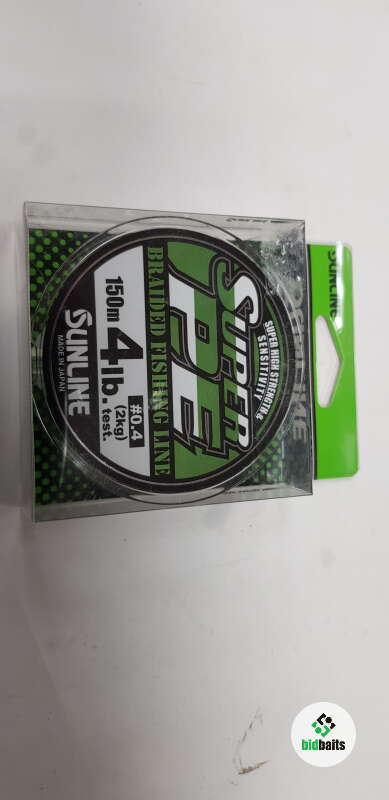 SUNLINE
SUPER HIGH STRENGTH &
SENSITIVITY
SUPER
PE
BRAIDED FISHING LINE
150m 4lb. #0.4
(2kg)
test.
SUNLINE
MADE IN JAPAN
bidbaits